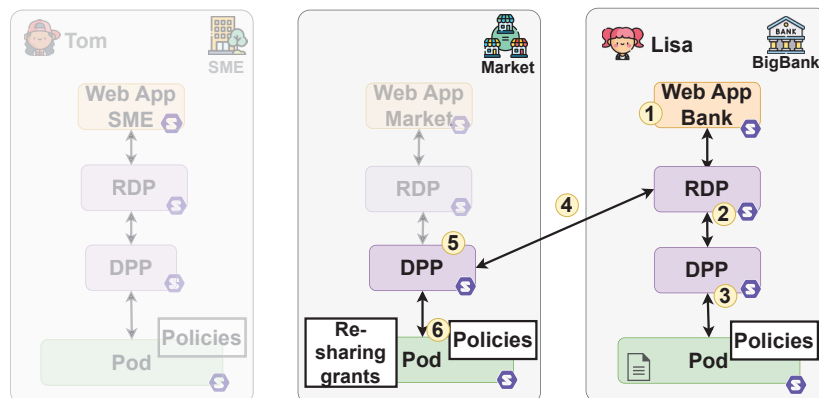 Tom
SME
Web App
SME
RDP
DPP
Policies
Pod
Market
Web App
Market
RDP
5
DPP
6
Re-
sharing
grants
Policies
Pod
4
Lisa
BANK
BigBank
1
Web App
Bank
RDP
2
DPP
3
Policies
Pod